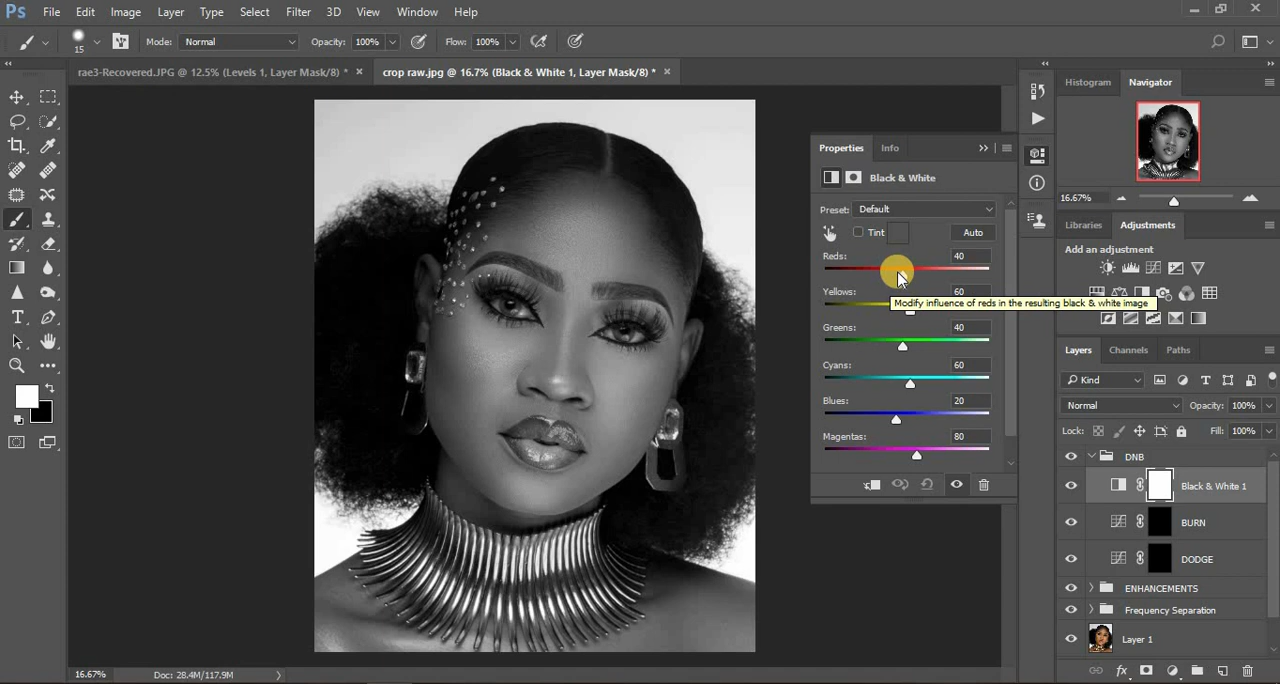 Ps File Edit Image Layer Type Select Filter 3D View Window Help
15 Mode: Normal Opacity: 100% Flow: 100%
rae3-Recovered.JPG @ 12.5% (Levels 1, Layer Mask/8) * × crop raw.jpg @ 16.7% (Black & White 1, Layer Mask/8) * ×
Histogram Navigator
16.67%
Properties Info
Black & White
Preset: Default
Tint Auto
Reds: 40
Yellows: 60
Modify influence of reds in the resulting black & white image
Greens: 40
Cyans: 60
Blues: 20
Magentas: 80
Libraries Adjustments
Add an adjustment
Layers Channels Paths
Kind
Normal Opacity: 100%
Lock: Fill: 100%
DNB
Black & White 1
BURN
DODGE
ENHANCEMENTS
Frequency Separation
Layer 1
16.67% Doc: 28.4M/117.9M